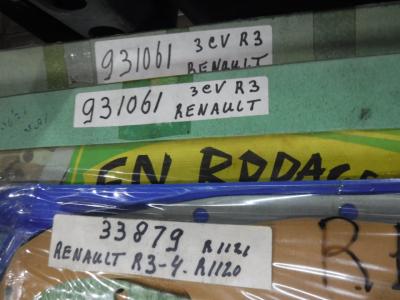 931061 3CV R3
RENAULT
931061 3CV R3
RENAULT
EN RODAGE
33879 R1121
RENAULT R3-4. R1120